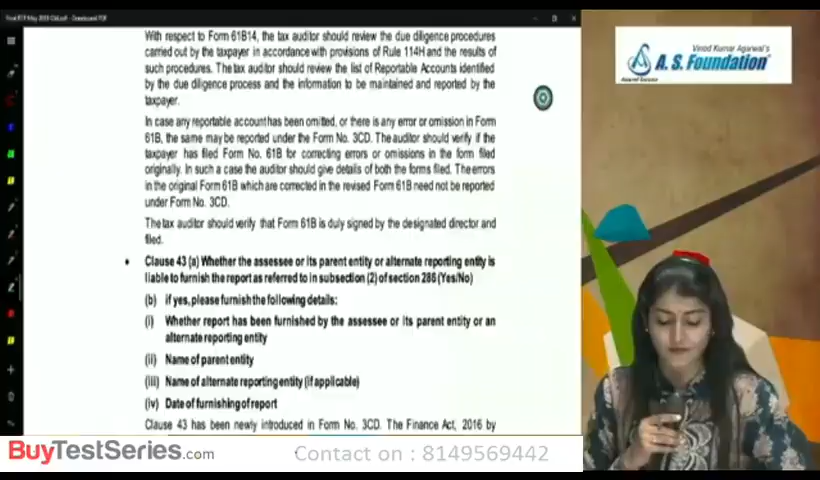 Vinod Kumar Agarwal's
A. S. Foundation
With respect to Form 61B14, the tax auditor should review the due diligence procedures
carried out by the taxpayer in accordance with provisions of Rule 114H and the results of
such procedures. The tax auditor should review the list of Reportable Accounts identified
by the due diligence process and the information to be maintained and reported by the
taxpayer.
In case any reportable account has been omitted, or there is any error or omission in Form
61B, the same may be reported under the Form No. 3CD. The auditor should verify if the
taxpayer has filed Form No. 61B for correcting errors or omissions in the form filed
originally. In such a case the auditor should give details of both the forms filed. The errors
in the original Form 61B which are corrected in the revised Form 61B need not be reported
under Form No. 3CD.
The tax auditor should verify that Form 61B is duly signed by the designated director and
filed.
• Clause 43 (a) Whether the assessee or its parent entity or alternate reporting entity is
liable to furnish the report as referred to in subsection (2) of section 286 (Yes/No)
(b) if yes, please furnish the following details:
(i) Whether report has been furnished by the assessee or its parent entity or an
alternate reporting entity
(ii) Name of parent entity
(iii) Name of alternate reporting entity (if applicable)
(iv) Date of furnishing of report
Clause 43 has been newly introduced in Form No. 3CD. The Finance Act, 2016 by
BuyTestSeries.com
Contact on : 8149569442